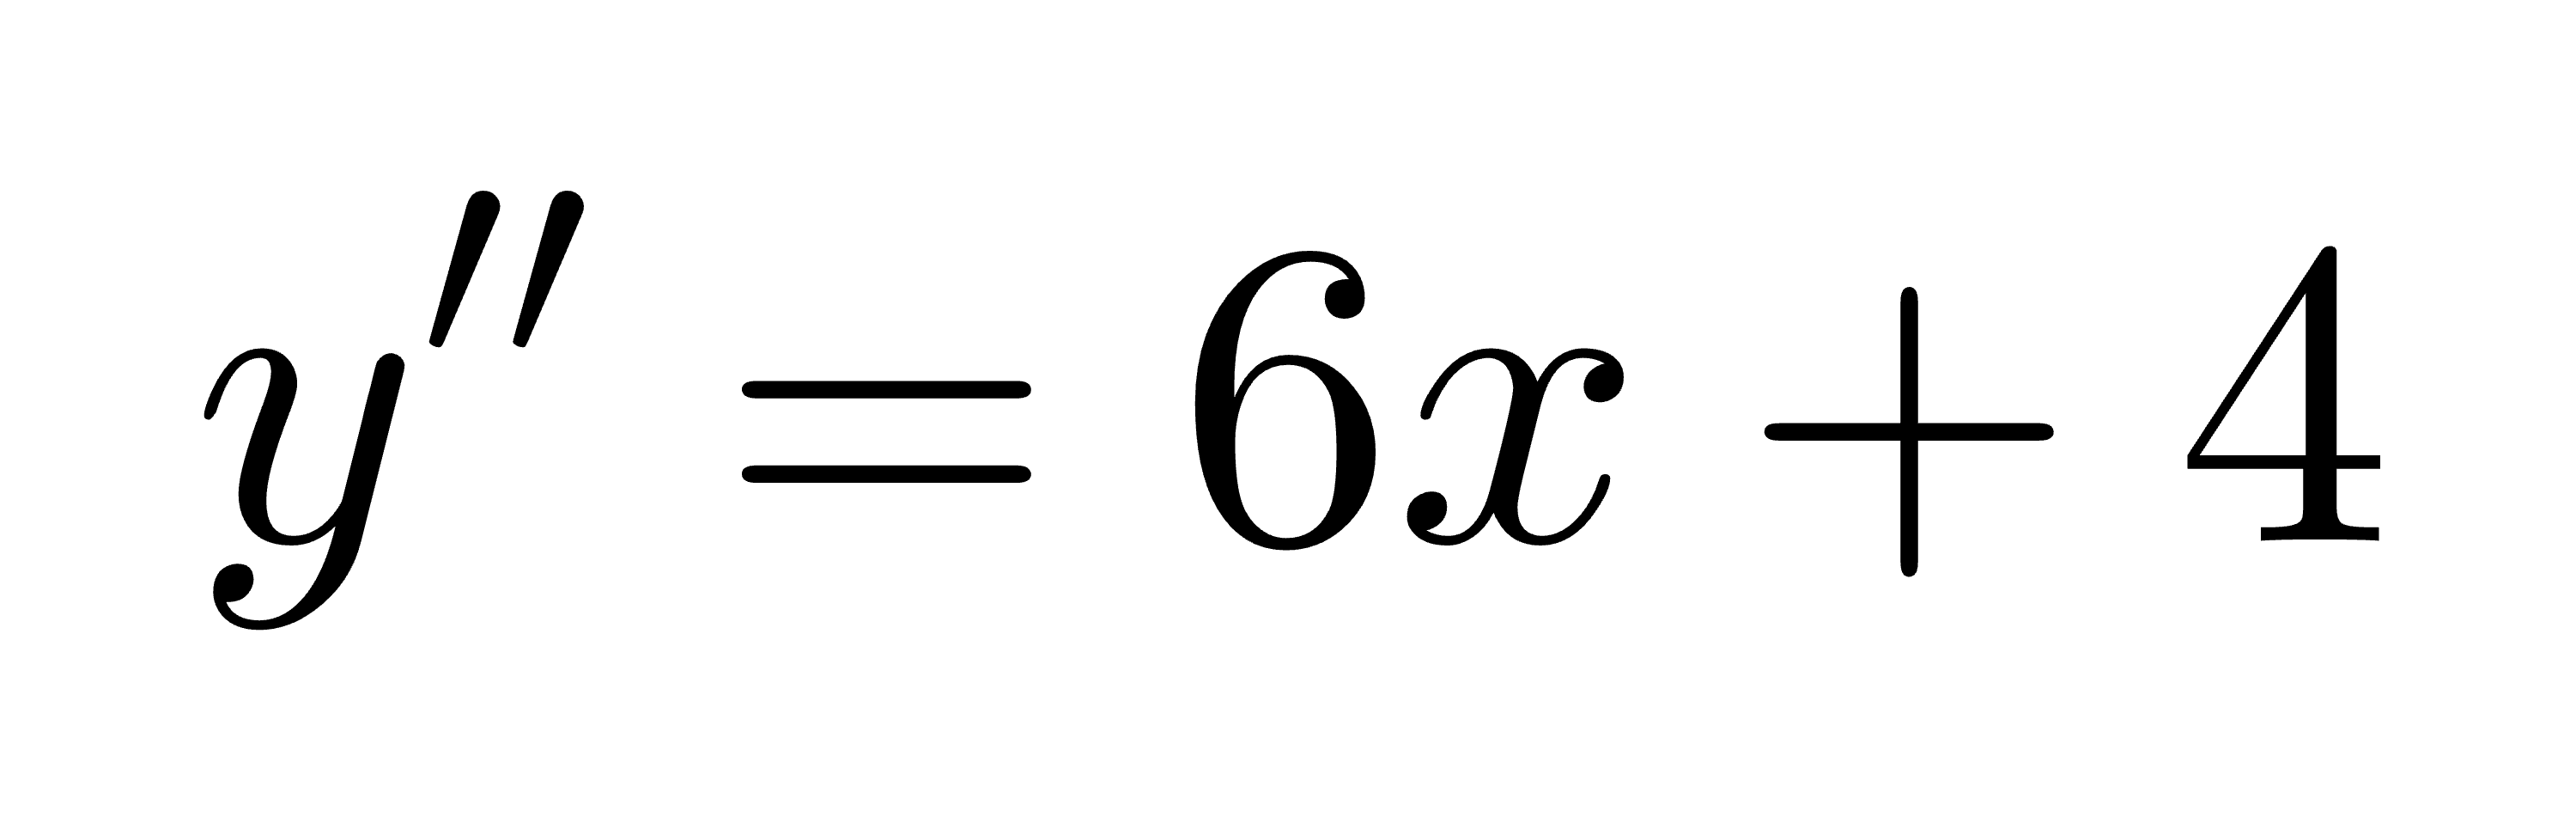 y'' = 6x + 4